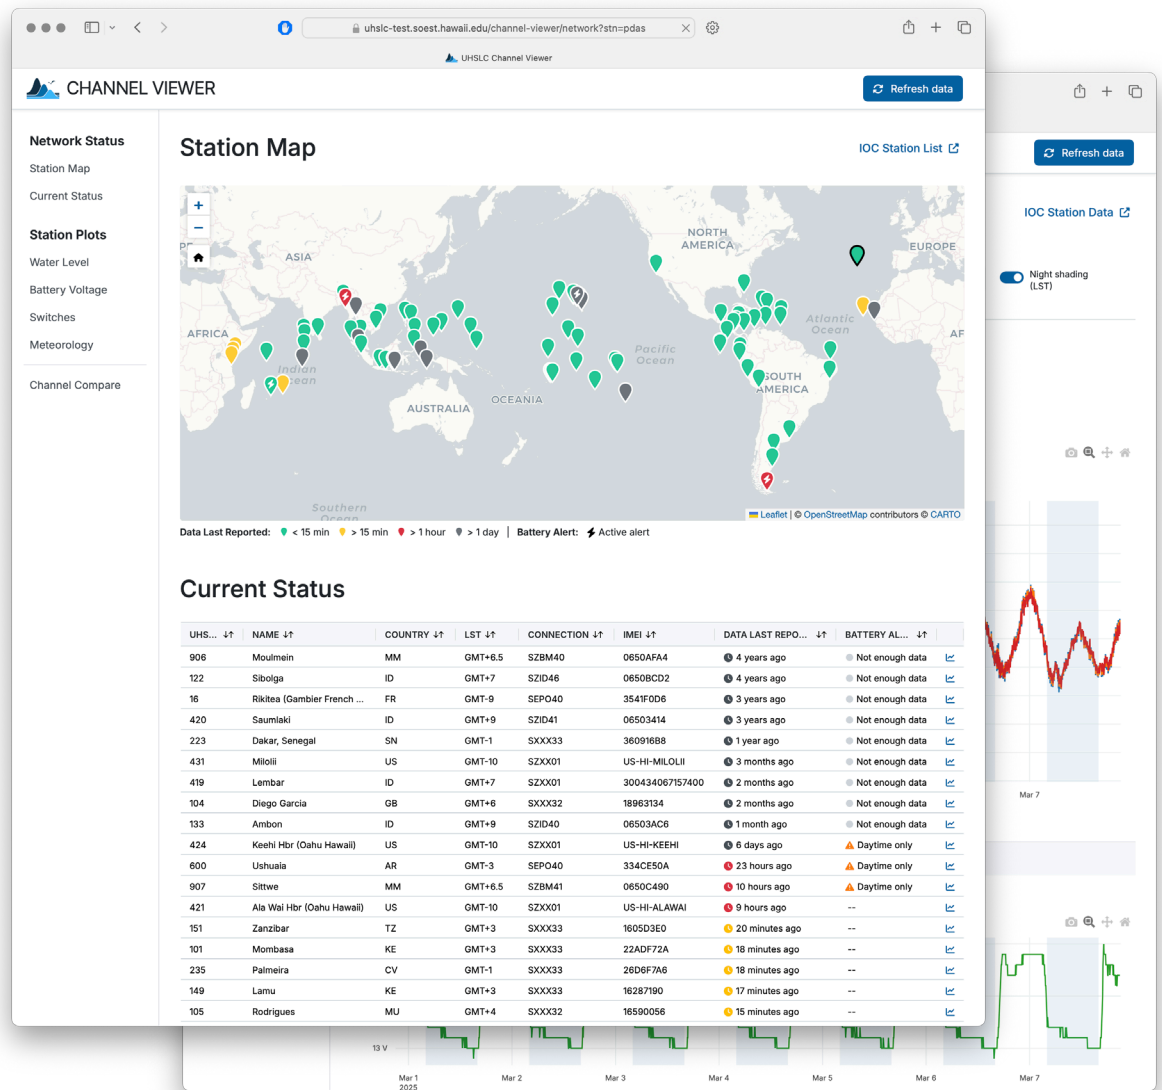 uhslc-test.soest.hawaii.edu/channel-viewer/network?stn=pdas
UHSLC Channel Viewer
CHANNEL VIEWER
Refresh data
Network Status
Station Map
Current Status
Station Plots
Water Level
Battery Voltage
Switches
Meteorology
Channel Compare
Station Map
IOC Station List
+
−
NORTH AMERICA
EUROPE
ASIA
AFRICA
AF
Atlantic Ocean
Pacific Ocean
Indian Ocean
SOUTH AMERICA
OCEANIA
AUSTRALIA
Southern Ocean
Leaflet | © OpenStreetMap contributors © CARTO
Data Last Reported: < 15 min > 15 min > 1 hour > 1 day | Battery Alert: Active alert
Current Status
UHS... NAME COUNTRY LST CONNECTION IMEI DATA LAST REPO... BATTERY AL...
906 Moulmein MM GMT+6.5 SZBM40 0650AFA4 4 years ago Not enough data
122 Sibolga ID GMT+7 SZID46 0650BCD2 4 years ago Not enough data
16 Rikitea (Gambier French ... FR GMT-9 SEPO40 3541F0D6 3 years ago Not enough data
420 Saumlaki ID GMT+9 SZID41 06503414 3 years ago Not enough data
223 Dakar, Senegal SN GMT-1 SXXX33 360916B8 1 year ago Not enough data
431 Milolii US GMT-10 SZXX01 US-HI-MILOLII 3 months ago Not enough data
419 Lembar ID GMT+7 SZXX01 300434067157400 2 months ago Not enough data
104 Diego Garcia GB GMT+6 SXXX32 18963134 2 months ago Not enough data
133 Ambon ID GMT+9 SZID40 06503AC6 1 month ago Not enough data
424 Keehi Hbr (Oahu Hawaii) US GMT-10 SZXX01 US-HI-KEEHI 6 days ago Daytime only
600 Ushuaia AR GMT-3 SEPO40 334CE50A 23 hours ago Daytime only
907 Sittwe MM GMT+6.5 SZBM41 0650C490 10 hours ago Daytime only
421 Ala Wai Hbr (Oahu Hawaii) US GMT-10 SZXX01 US-HI-ALAWAI 9 hours ago --
151 Zanzibar TZ GMT+3 SXXX33 1605D3E0 20 minutes ago --
101 Mombasa KE GMT+3 SXXX33 22ADF72A 18 minutes ago --
235 Palmeira CV GMT-1 SXXX33 26D6F7A6 18 minutes ago --
149 Lamu KE GMT+3 SXXX33 16287190 17 minutes ago --
105 Rodrigues MU GMT+4 SXXX32 16590056 15 minutes ago --
Refresh data
IOC Station Data
Night shading
(LST)
Mar 7
13 V
Mar 1 Mar 2 Mar 3 Mar 4 Mar 5 Mar 6 Mar 7
2025